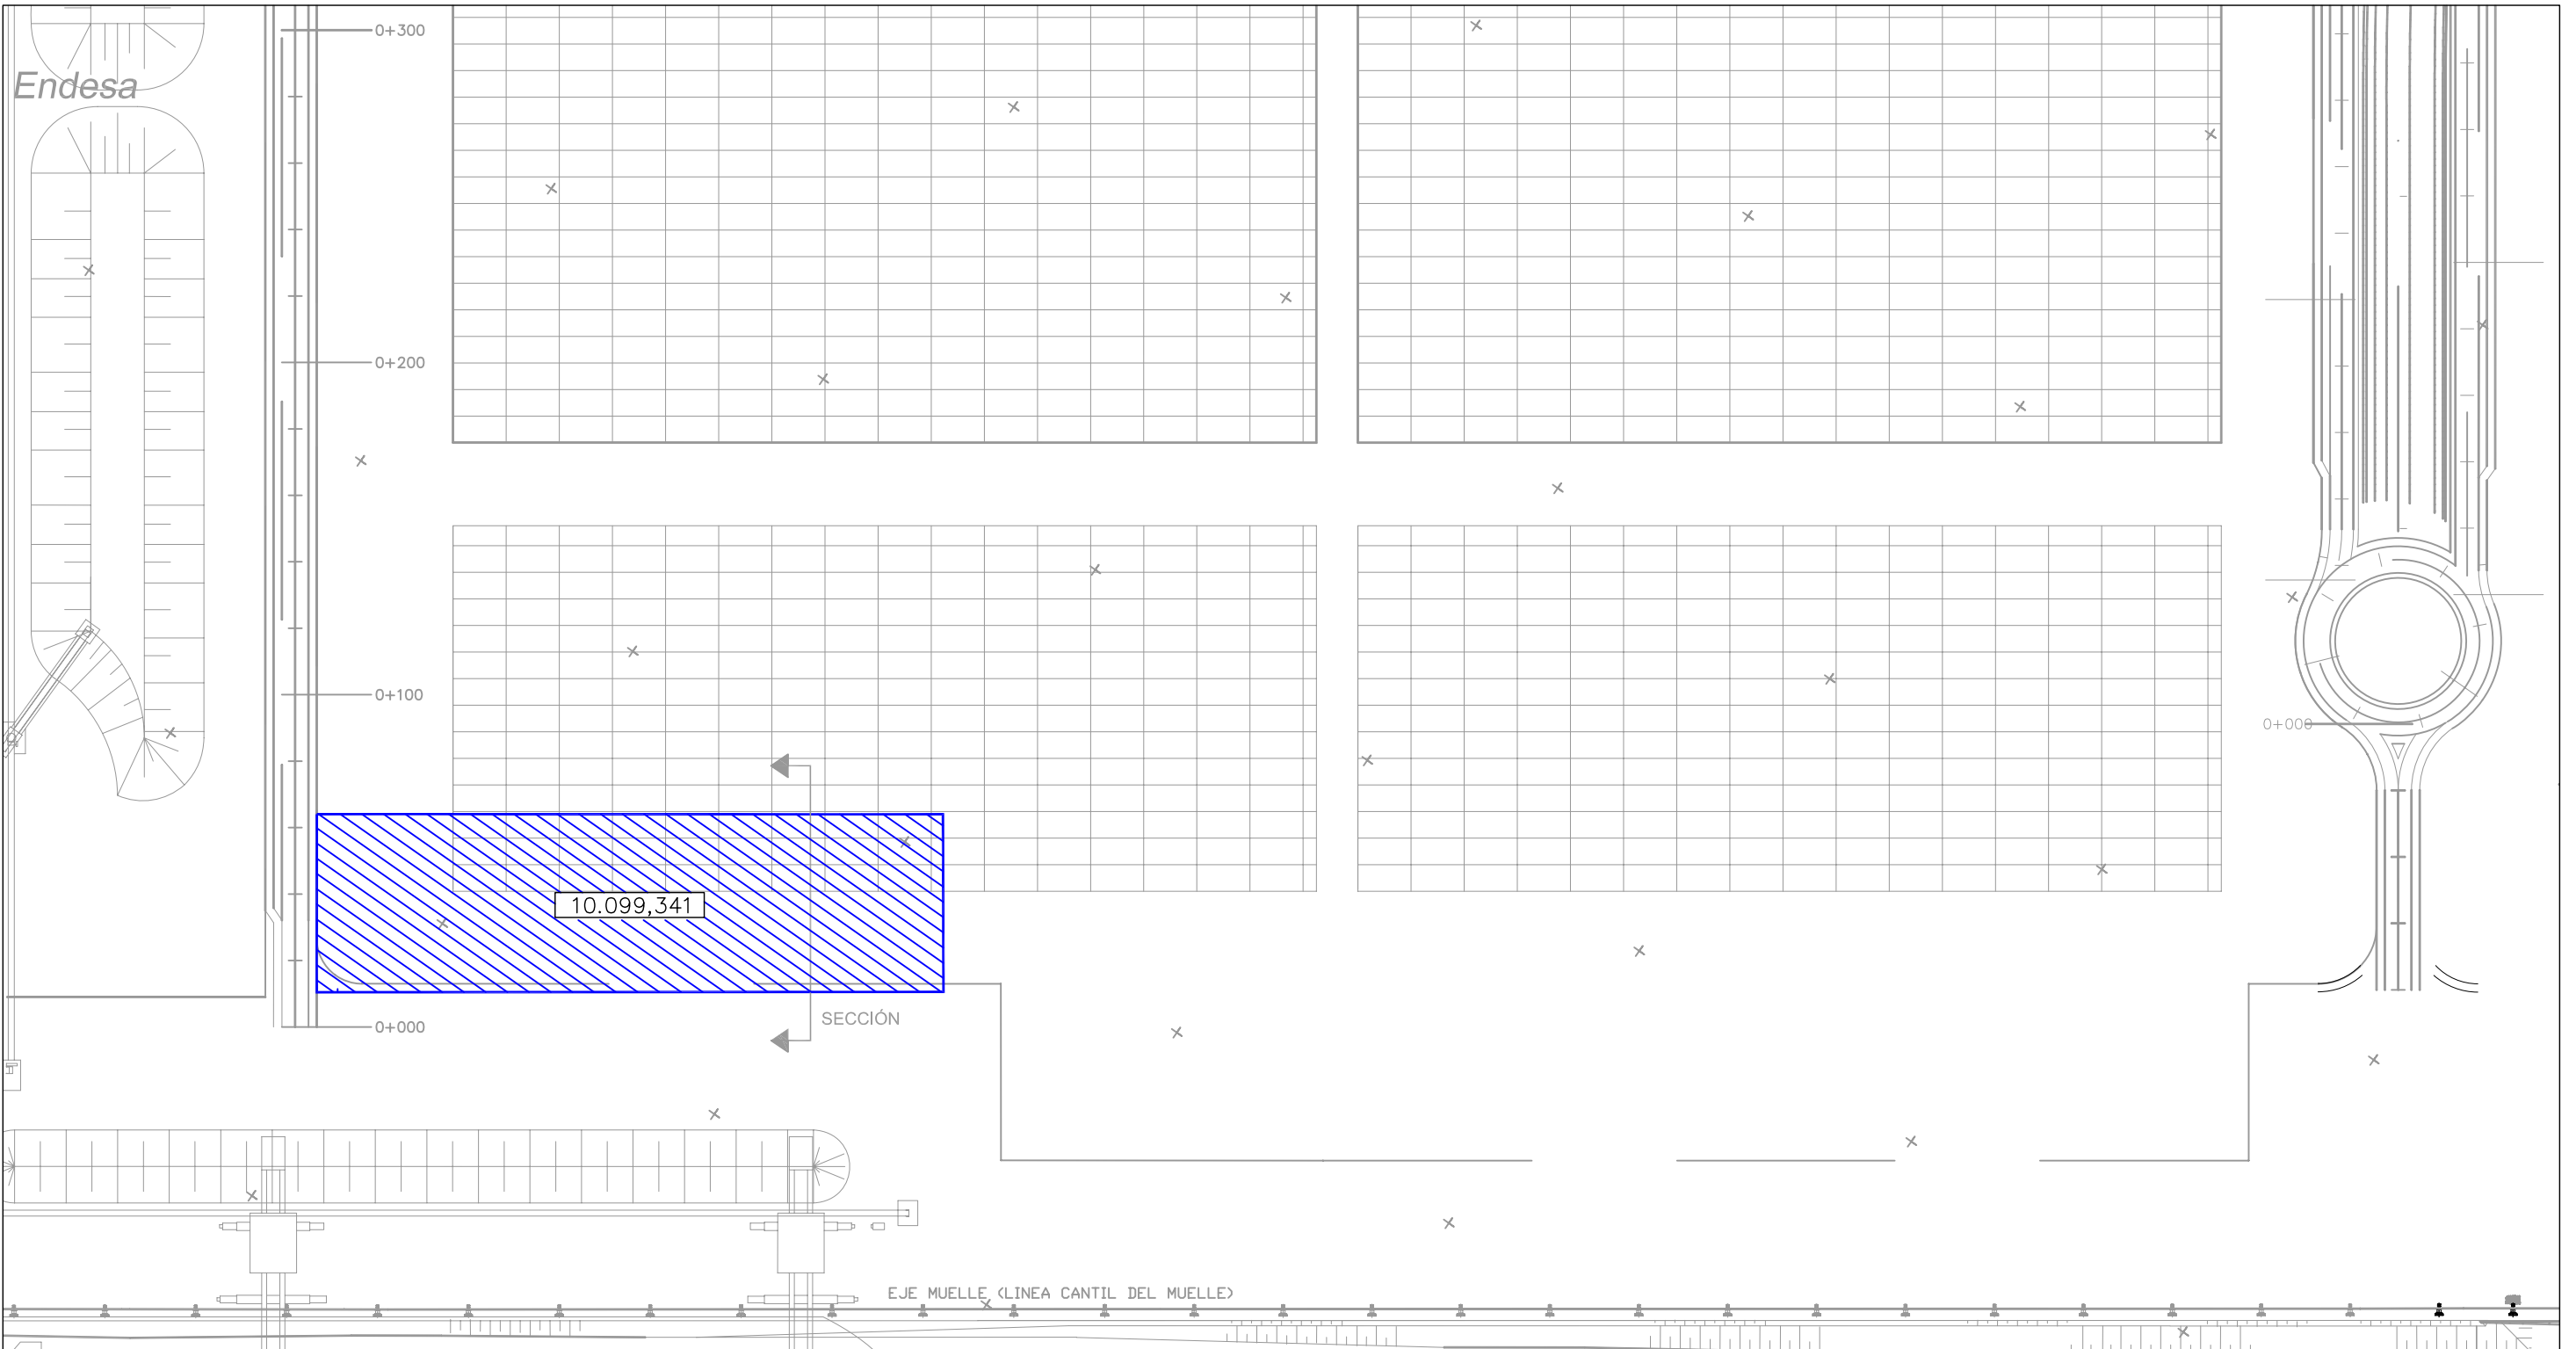 0+300
Endesa
0+200
0+100
0+000
10.099,341
SECCIÓN
0+000
EJE MUELLE (LINEA CANTIL DEL MUELLE)